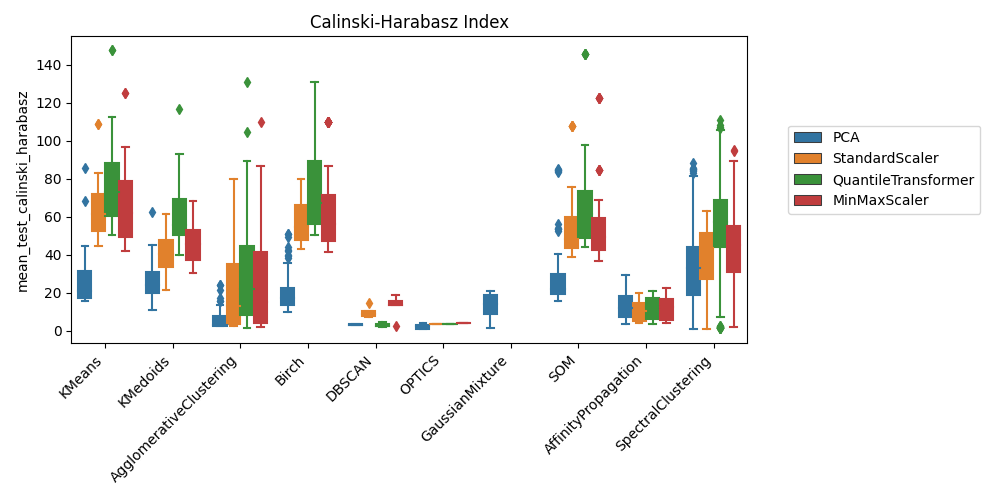 Calinski-Harabasz Index
mean_test_calinski_harabasz
140
120
100
80
60
40
20
0
KMeans
KMedoids
AgglomerativeClustering
Birch
DBSCAN
OPTICS
GaussianMixture
SOM
AffinityPropagation
SpectralClustering
PCA
StandardScaler
QuantileTransformer
MinMaxScaler